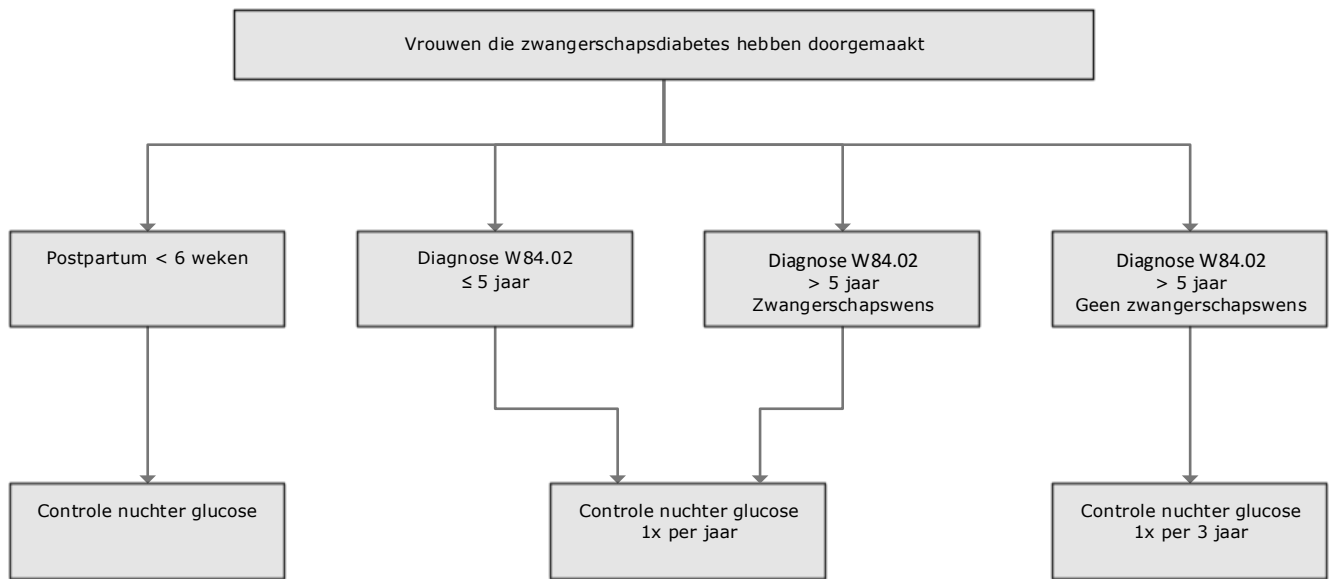 Vrouwen die zwangerschapsdiabetes hebben doorgemaakt
Postpartum < 6 weken
Diagnose W84.02
≤ 5 jaar
Diagnose W84.02
> 5 jaar
Zwangerschapswens
Diagnose W84.02
> 5 jaar
Geen zwangerschapswens
Controle nuchter glucose
Controle nuchter glucose
1x per jaar
Controle nuchter glucose
1x per 3 jaar